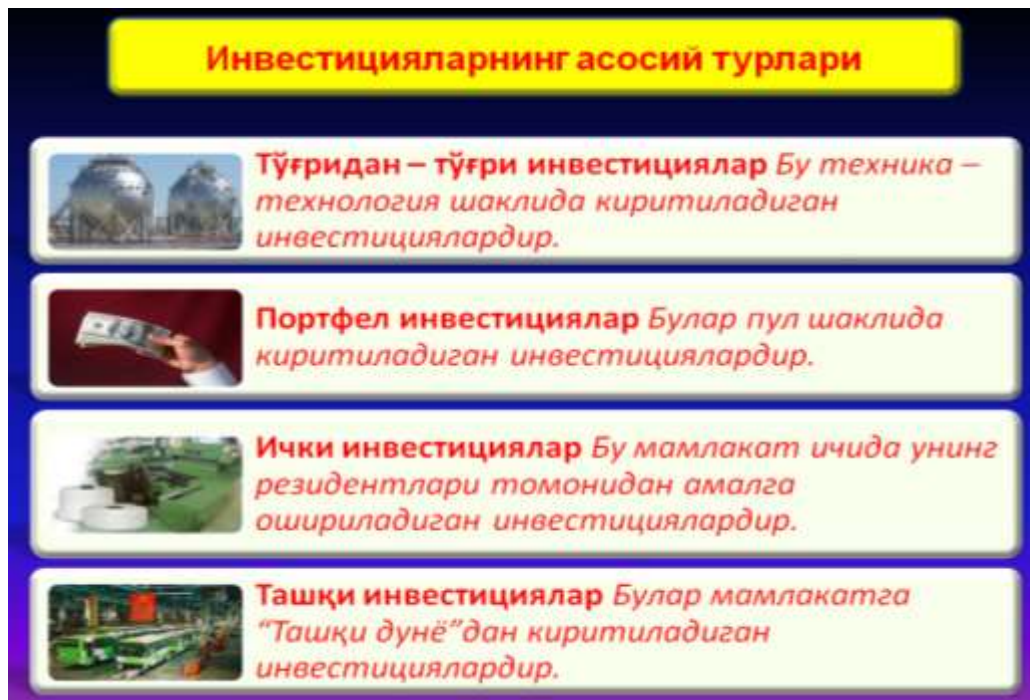 Инвестицияларнинг асосий турлари
Тўғридан – тўғри инвестициялар Бу техника –
технология шаклида киритиладиган
инвестициялардир.
Портфел инвестициялар Булар пул шаклида
киритиладиган инвестициялардир.
Ички инвестициялар Бу мамлакат ичида унинг
резидентлари томонидан амалга
ошириладиган инвестициялардир.
Ташқи инвестициялар Булар мамлакатга
“Ташқи дунё”дан киритиладиган
инвестициялардир.